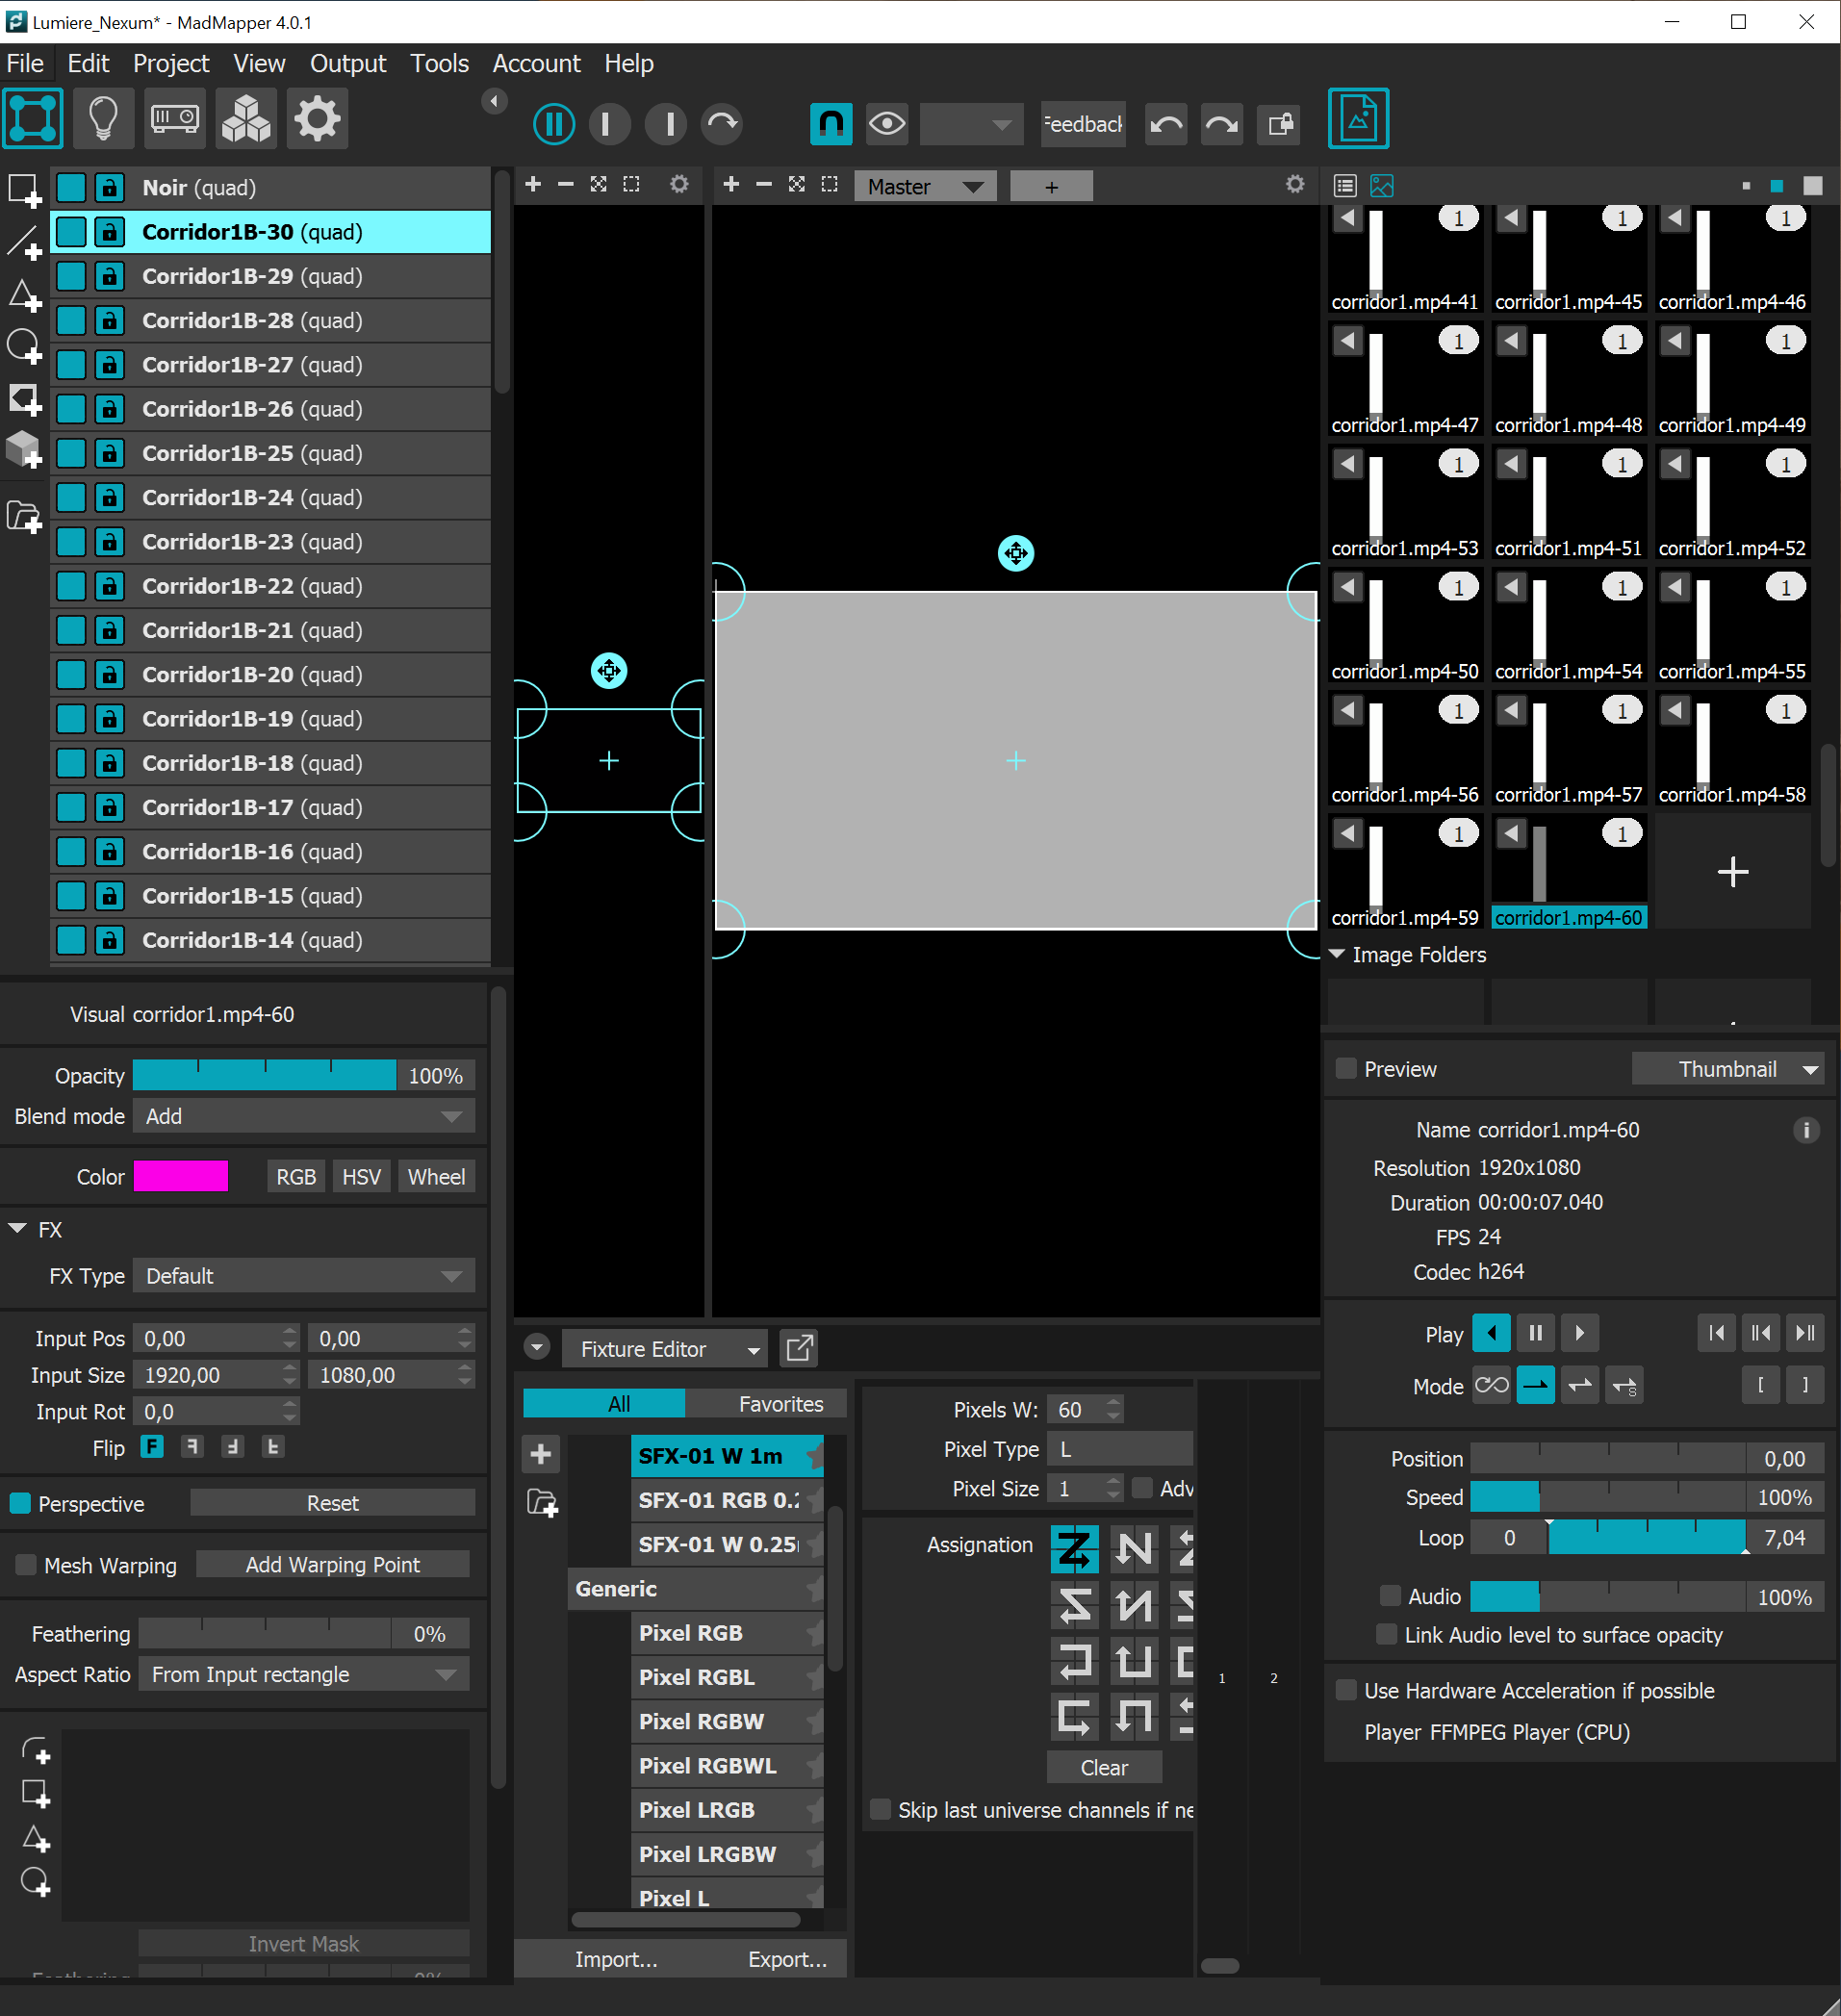 Lumiere_Nexum* - MadMapper 4.0.1
File Edit Project View Output Tools Account Help
Feedback
Noir (quad)
Corridor1B-30 (quad)
Corridor1B-29 (quad)
Corridor1B-28 (quad)
Corridor1B-27 (quad)
Corridor1B-26 (quad)
Corridor1B-25 (quad)
Corridor1B-24 (quad)
Corridor1B-23 (quad)
Corridor1B-22 (quad)
Corridor1B-21 (quad)
Corridor1B-20 (quad)
Corridor1B-19 (quad)
Corridor1B-18 (quad)
Corridor1B-17 (quad)
Corridor1B-16 (quad)
Corridor1B-15 (quad)
Corridor1B-14 (quad)
Visual corridor1.mp4-60
Opacity 100%
Blend mode Add
Color RGB HSV Wheel
FX
FX Type Default
Input Pos 0,00 0,00
Input Size 1920,00 1080,00
Input Rot 0,0
Flip F F F F
Perspective Reset
Mesh Warping Add Warping Point
Feathering 0%
Aspect Ratio From Input rectangle
Invert Mask
Master +
Fixture Editor
All Favorites
SFX-01 W 1m
SFX-01 RGB 0.2
SFX-01 W 0.25
Generic
Pixel RGB
Pixel RGBL
Pixel RGBW
Pixel RGBWL
Pixel LRGB
Pixel LRGBW
Pixel L
Import... Export...
Pixels W: 60
Pixel Type L
Pixel Size 1 Adv
Assignation
Clear
Skip last universe channels if ne
1 2
1 1 1
corridor1.mp4-41 corridor1.mp4-45 corridor1.mp4-46
1 1 1
corridor1.mp4-47 corridor1.mp4-48 corridor1.mp4-49
1 1 1
corridor1.mp4-53 corridor1.mp4-51 corridor1.mp4-52
1 1 1
corridor1.mp4-50 corridor1.mp4-54 corridor1.mp4-55
1 1 1
corridor1.mp4-56 corridor1.mp4-57 corridor1.mp4-58
1 1
corridor1.mp4-59 corridor1.mp4-60
Image Folders
Preview Thumbnail
Name corridor1.mp4-60
Resolution 1920x1080
Duration 00:00:07.040
FPS 24
Codec h264
Play
Mode S [ ]
Position 0,00
Speed 100%
Loop 0 7,04
Audio 100%
Link Audio level to surface opacity
Use Hardware Acceleration if possible
Player FFMPEG Player (CPU)